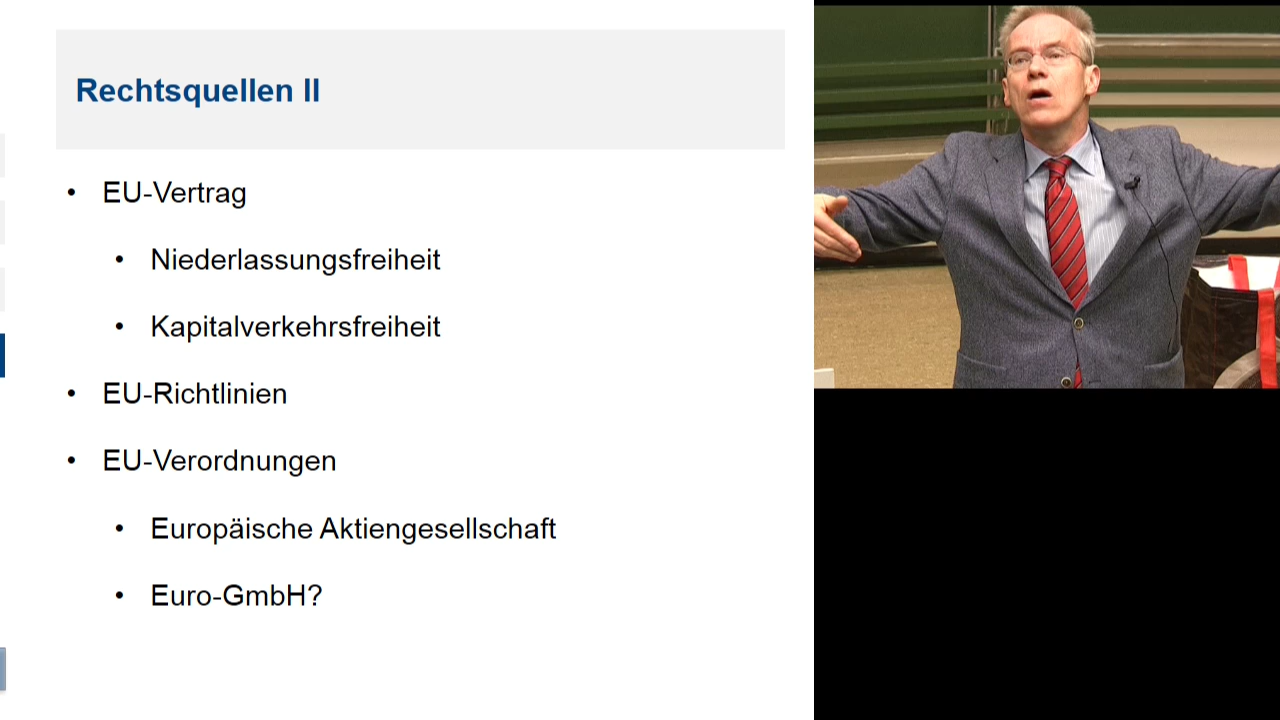 Rechtsquellen II
• EU-Vertrag
• Niederlassungsfreiheit
• Kapitalverkehrsfreiheit
• EU-Richtlinien
• EU-Verordnungen
• Europäische Aktiengesellschaft
• Euro-GmbH?